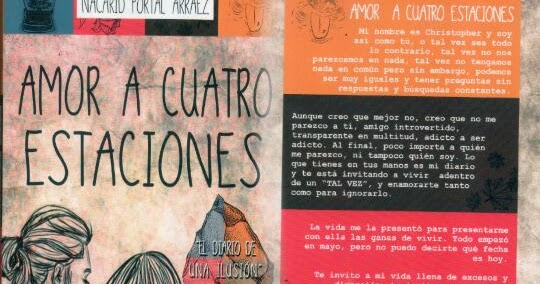 NACARID PORTAL ARRÁEZ
AMOR A CUATRO
ESTACIONES
"EL DIARIO DE
UNA ILUSIÓN"
AMOR A CUATRO ESTACIONES
Mi nombre es Christopher y soy
así como tú, o tal vez sea todo
lo contrario, tal vez no nos
parezcamos en nada, tal vez no tengamos
nada en común pero sin embargo, podemos
ser muy iguales y tener preguntas sin
respuestas y búsquedas constantes.
Aunque creo que mejor no, creo que no me
parezco a ti, amigo introvertido,
transparente en multitud, adicto a ser
adicto. Al final, poco importa a quién
me parezco, ni tampoco quién soy. Lo
que tienes en tus manos es mi diario
y te está invitando a vivir adentro
de un "TAL VEZ", y enamorarte tanto
como para ignorarlo.
La vida me la presentó para presentarme
con ella las ganas de vivir. Todo empezó
en mayo, pero no puedo decirte qué fecha
es hoy.
Te invito a mi vida llena de excesos y